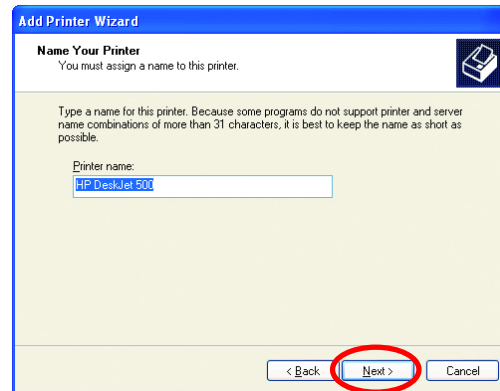 Add Printer Wizard
Name Your Printer
You must assign a name to this printer.
Type a name for this printer. Because some programs do not support printer and server
name combinations of more than 31 characters, it is best to keep the name as short as
possible.
Printer name:
HP DeskJet 500
< Back
Next >
Cancel